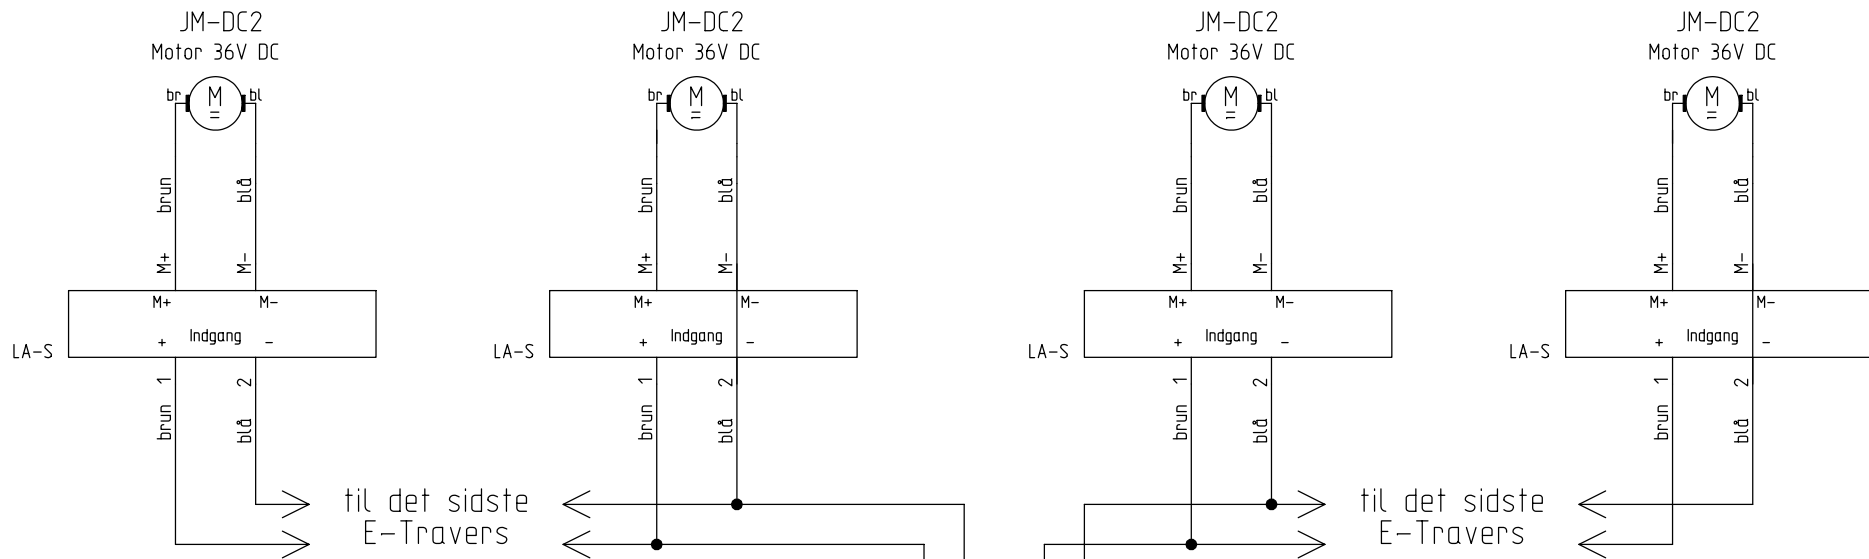 JM-DC2 JM-DC2 JM-DC2 JM-DC2
Motor 36V DC Motor 36V DC Motor 36V DC Motor 36V DC
br M bl br M bl br M bl br M bl
brun blå brun blå brun blå brun blå
M+ M- M+ M- M+ M- M+ M-
M+ M- M+ M- M+ M- M+ M-
+ Indgang - + Indgang - + Indgang - + Indgang -
LA-S LA-S LA-S LA-S
1 2 1 2 1 2 1 2
brun blå brun blå brun blå brun blå
til det sidste til det sidste
E-Travers E-Travers